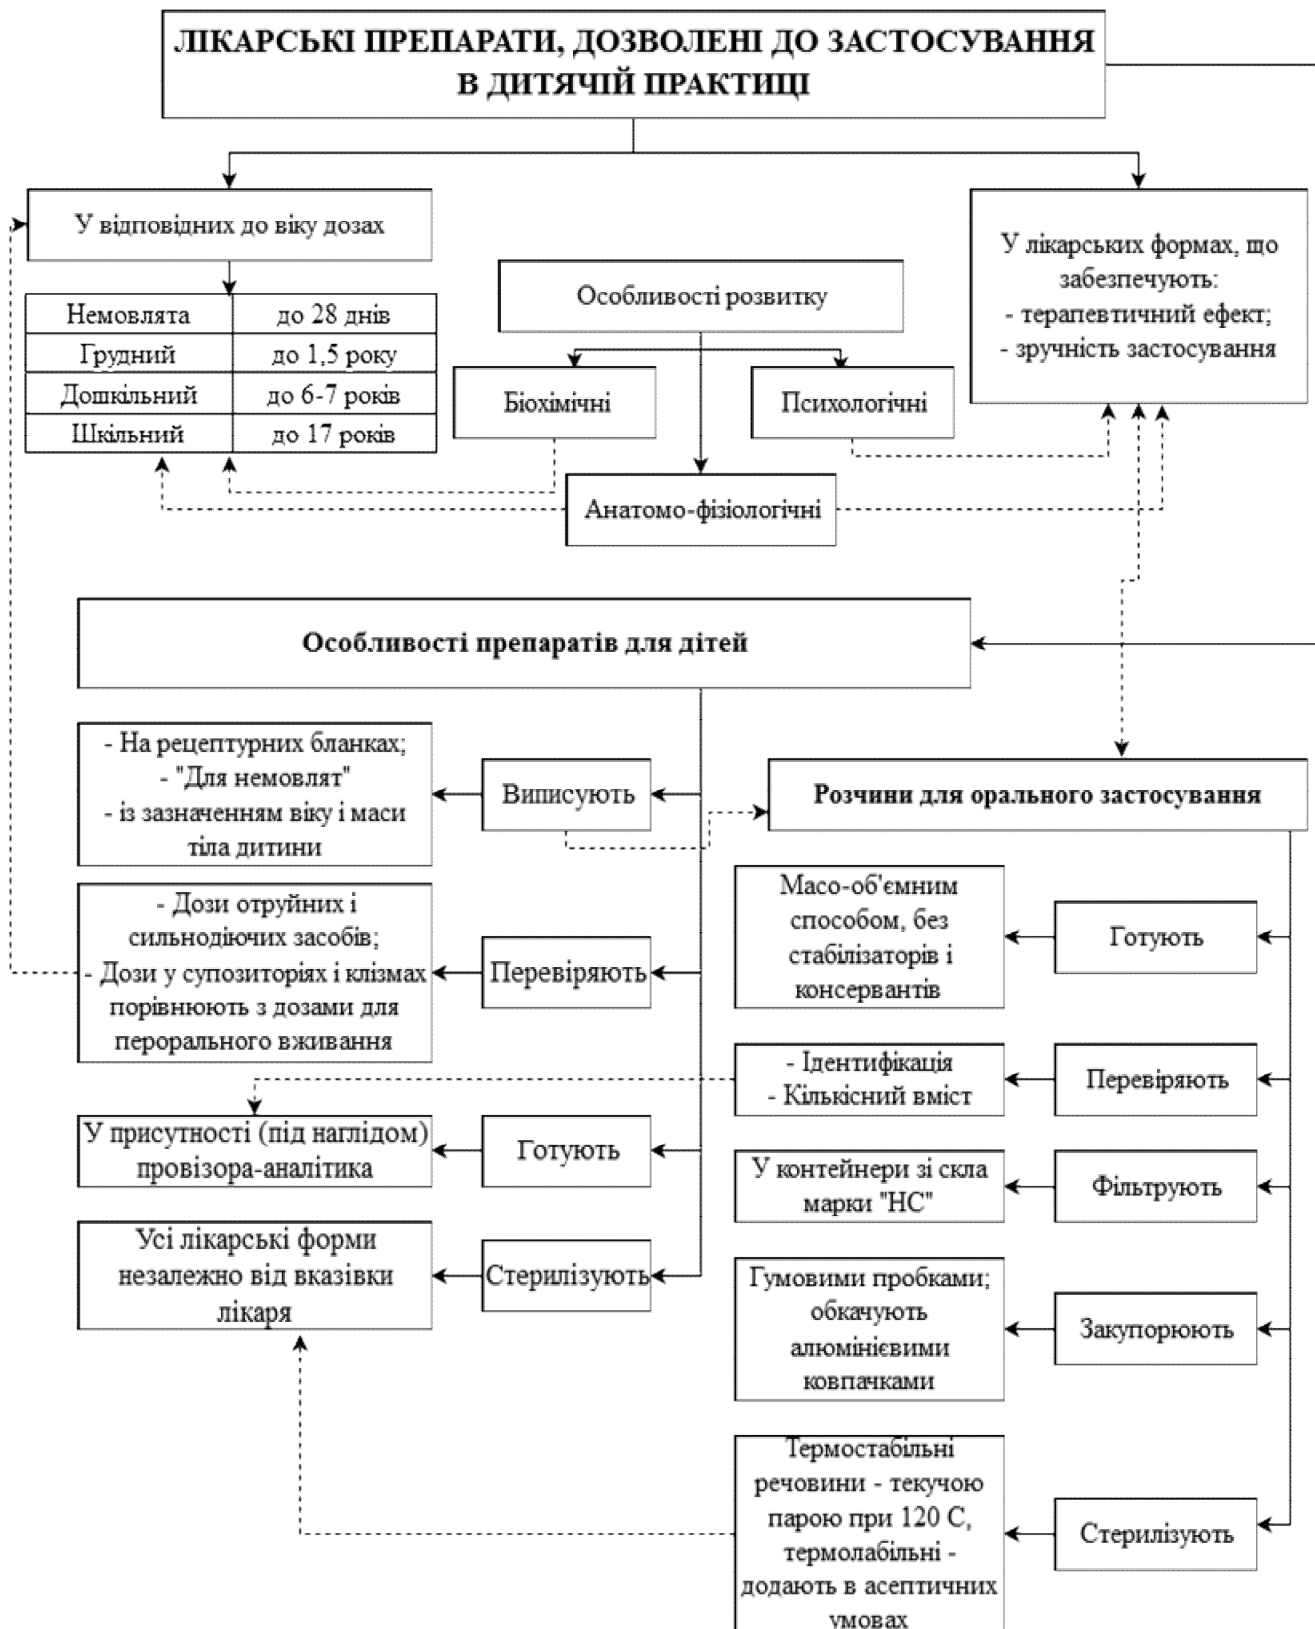 ЛІКАРСЬКІ ПРЕПАРАТИ, ДОЗВОЛЕНІ ДО ЗАСТОСУВАННЯ
В ДИТЯЧІЙ ПРАКТИЦІ
У відповідних до віку дозах
Немовлята до 28 днів
Грудний до 1,5 року
Дошкільний до 6-7 років
Шкільний до 17 років
Особливості розвитку
Біохімічні
Психологічні
Анатомо-фізіологічні
У лікарських формах, що
забезпечують:
- терапевтичний ефект;
- зручність застосування
Особливості препаратів для дітей
- На рецептурних бланках;
- "Для немовлят"
- із зазначенням віку і маси
тіла дитини
Виписують
- Дози отруйних і
сильнодіючих засобів;
- Дози у супозиторіях і клізмах
порівнюють з дозами для
перорального вживання
Перевіряють
У присутності (під наглідом)
провізора-аналітика
Готують
Усі лікарські форми
незалежно від вказівки
лікаря
Стерилізують
Розчини для орального застосування
Масо-об'ємним
способом, без
стабілізаторів і
консервантів
Готують
- Ідентифікація
- Кількісний вміст
Перевіряють
У контейнери зі скла
марки "НС"
Фільтрують
Гумовими пробками;
обкачують
алюмінієвими
ковпачками
Закупорюють
Термостабільні
речовини - текучою
парою при 120 С,
термолабільні -
додають в асептичних
умовах
Стерилізують